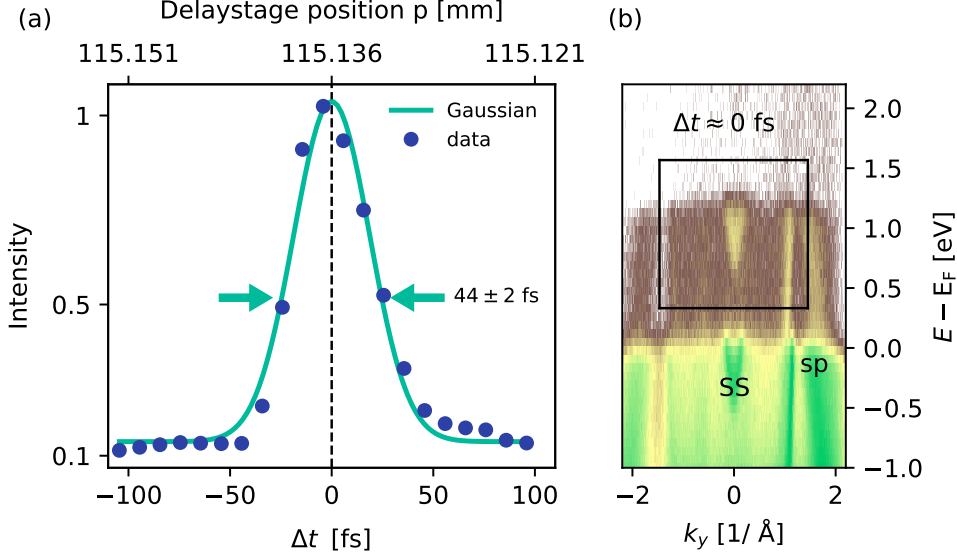 (a)
Delaystage position p [mm]
115.151 115.136 115.121
Intensity
1
0.5
0.1
Gaussian
data
44 ± 2 fs
−100 −50 0 50 100
Δt [fs]
(b)
Δt ≈ 0 fs
SS
sp
2.0
1.5
1.0
0.5
0.0
−0.5
−1.0
E − E_F [eV]
−2 0 2
k_y [1/ Å]